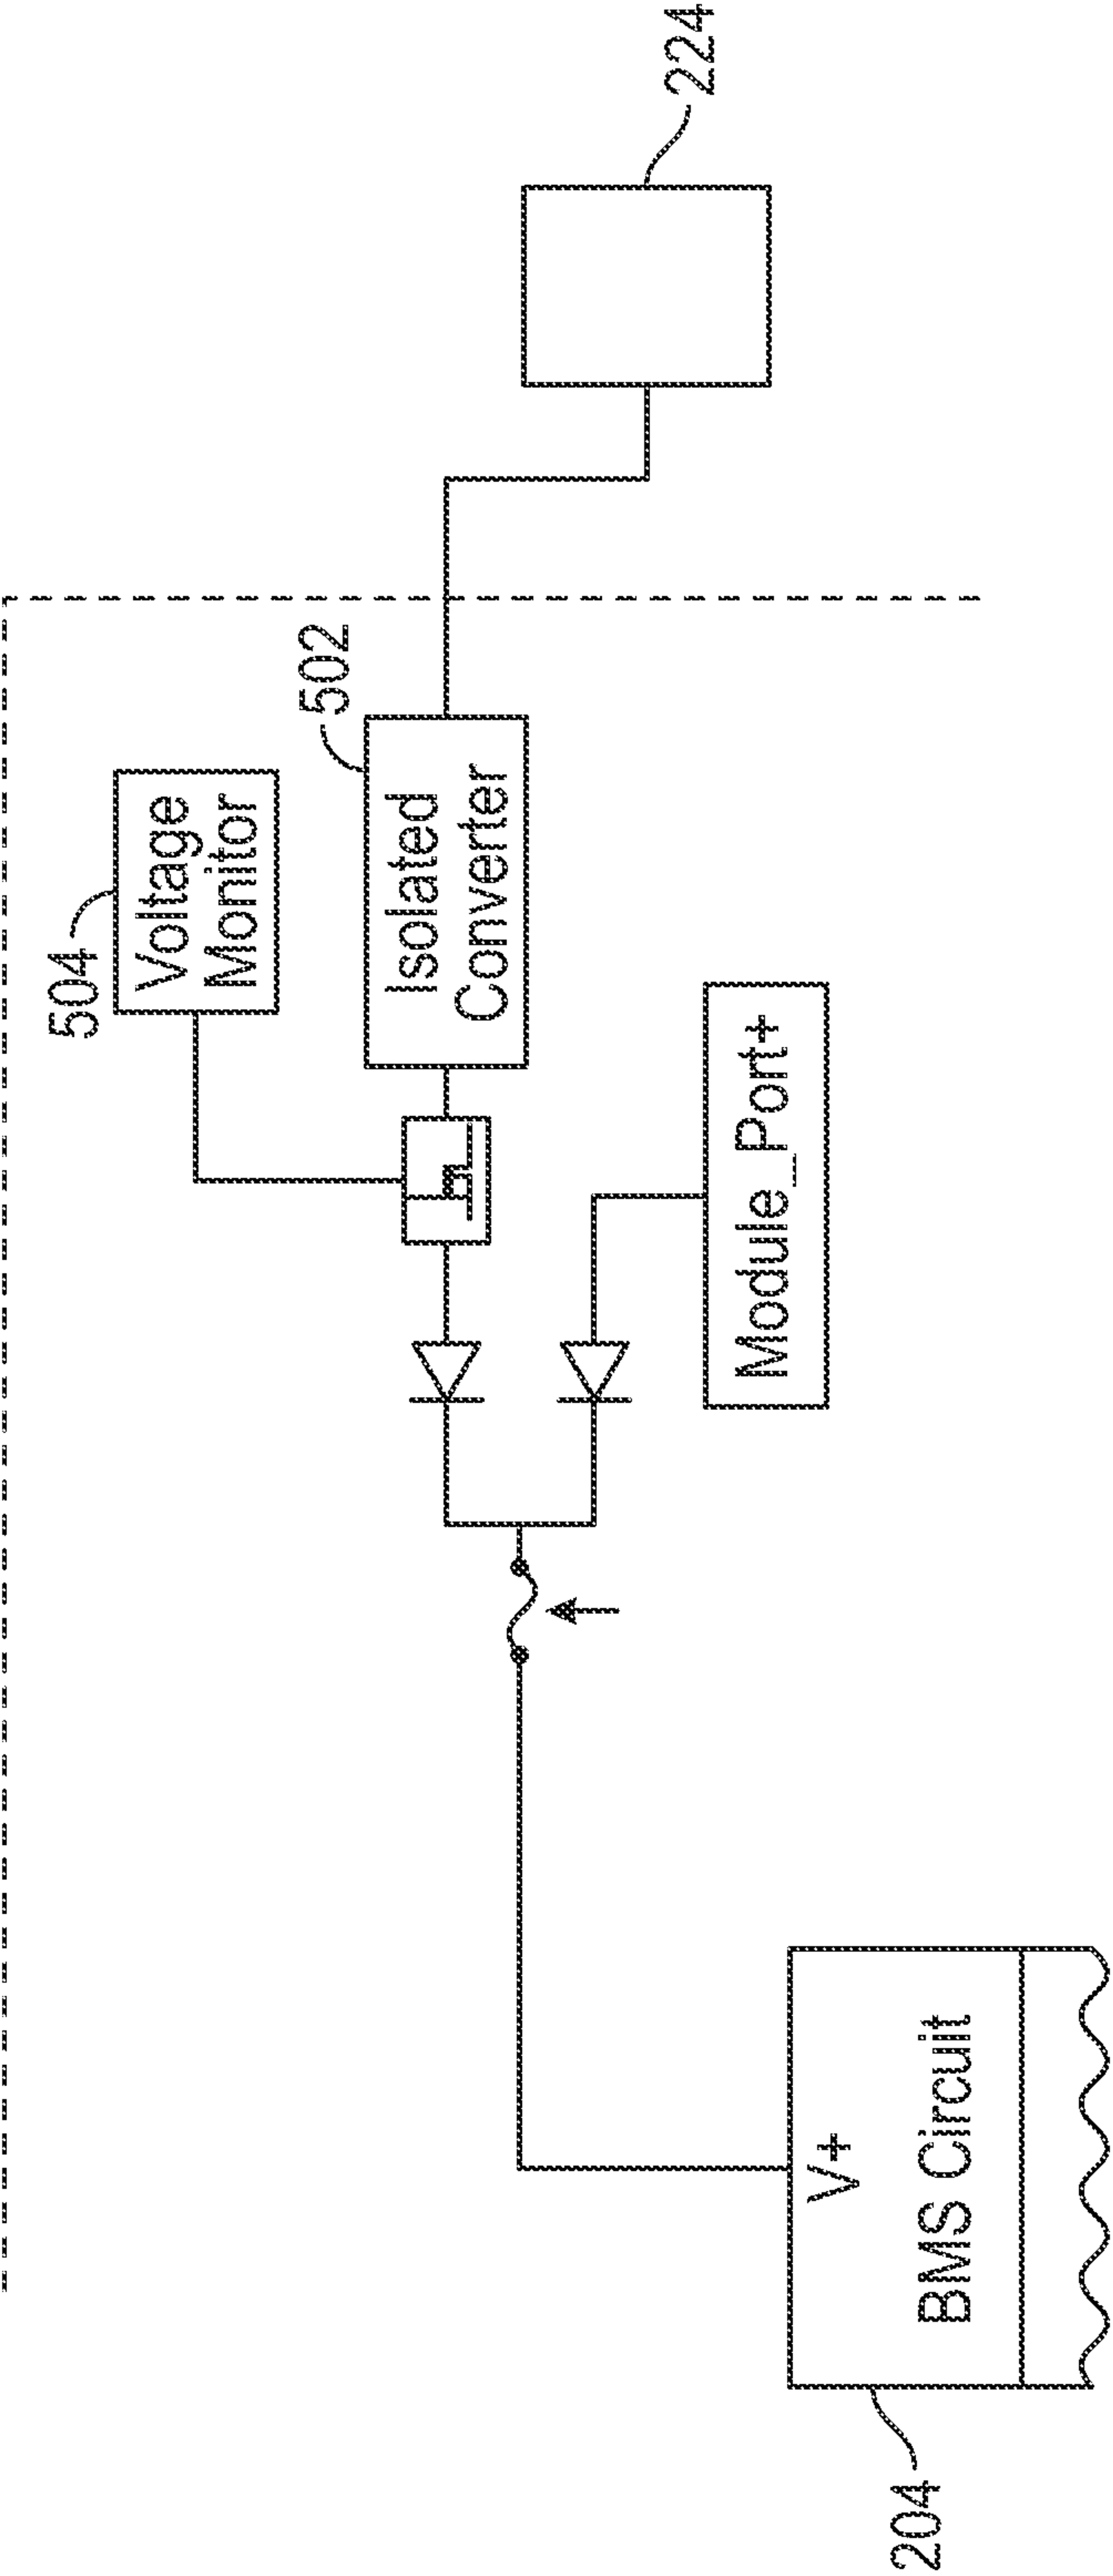 504
Voltage
Monitor
502
Isolated
Converter
224
Module_Port+
V+
BMS Circuit
204